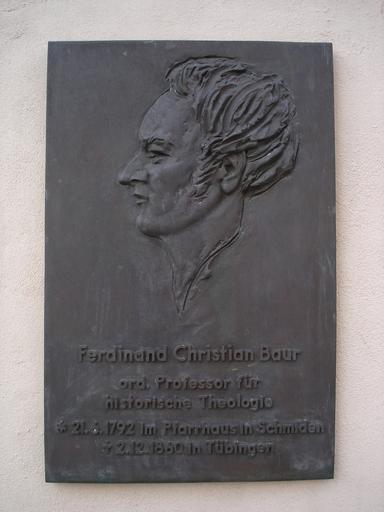 Ferdinand Christian Baur
ord. Professor für
historische Theologie
* 21.6.1792 im Pfarrhaus in Schmiden
† 2.12.1860 in Tübingen